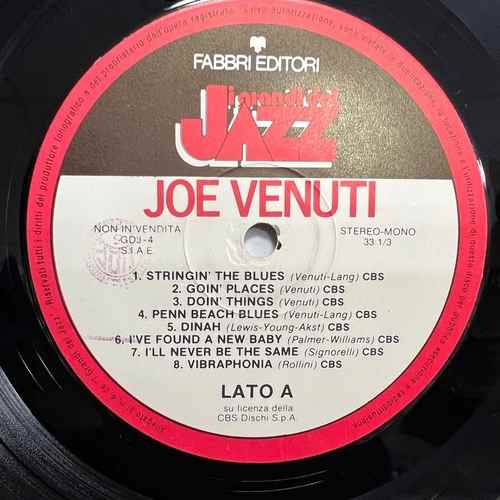 FABBRI EDITORI
i grandi del
JAZZ
JOE VENUTI
NON IN VENDITA
GDJ-4
S.I.A.E.
STEREO-MONO
33.1/3
1. STRINGIN' THE BLUES (Venuti-Lang) CBS
2. GOIN' PLACES (Venuti) CBS
3. DOIN' THINGS (Venuti) CBS
4. PENN BEACH BLUES (Venuti-Lang) CBS
5. DINAH (Lewis-Young-Akst) CBS
6. I'VE FOUND A NEW BABY (Palmer-Williams) CBS
7. I'LL NEVER BE THE SAME (Signorelli) CBS
8. VIBRAPHONIA (Rollini) CBS
LATO A
su licenza della
CBS Dischi S.p.A.
Riservati tutti i diritti del produttore fonografico e del proprietario dell'opera registrata.